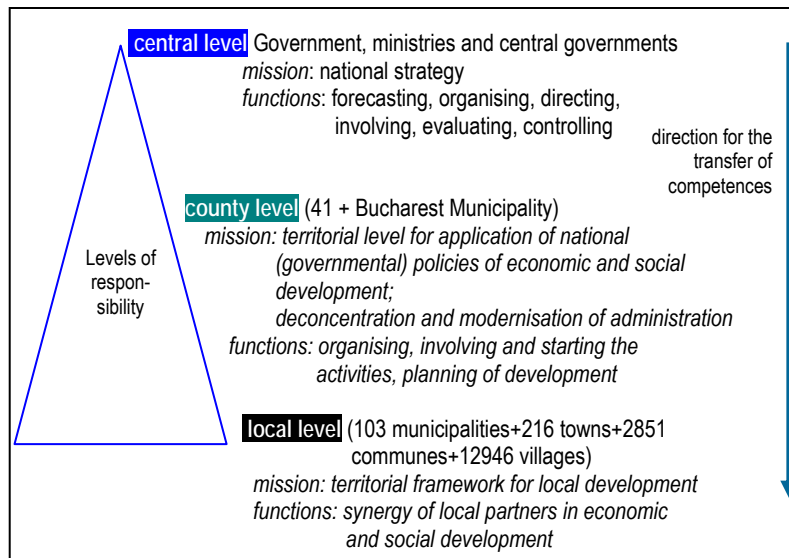 central level Government, ministries and central governments
mission: national strategy
functions: forecasting, organising, directing,
involving, evaluating, controlling
direction for the
transfer of
competences
county level (41 + Bucharest Municipality)
mission: territorial level for application of national
(governmental) policies of economic and social
development;
deconcentration and modernisation of administration
functions: organising, involving and starting the
activities, planning of development
Levels of
respon-
sibility
local level (103 municipalities+216 towns+2851
communes+12946 villages)
mission: territorial framework for local development
functions: synergy of local partners in economic
and social development